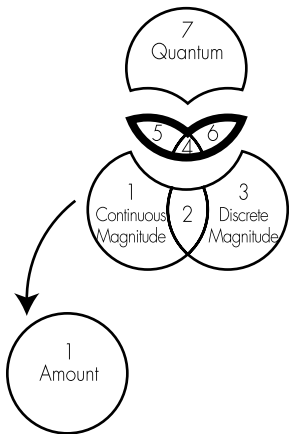 7
Quantum
5 6
4
1 3
Continuous 2 Discrete
Magnitude Magnitude
1
Amount